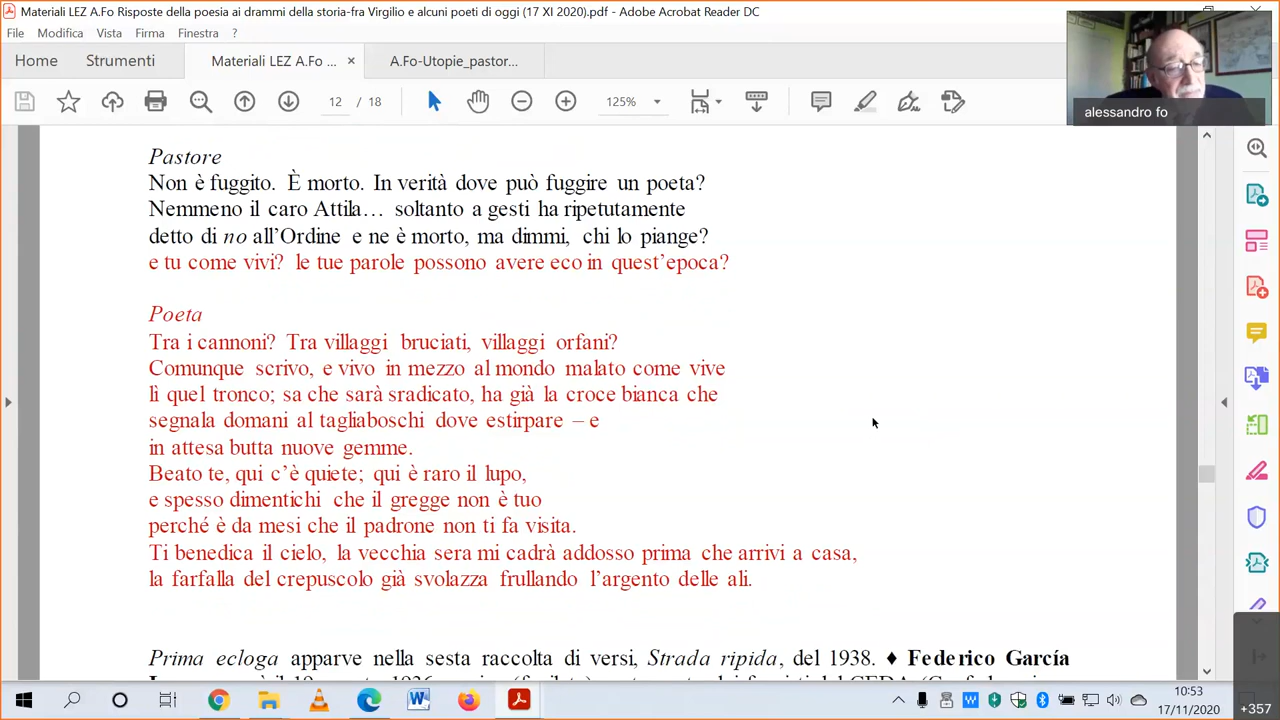 Materiali LEZ A.Fo Risposte della poesia ai drammi della storia-fra Virgilio e alcuni poeti di oggi (17 XI 2020).pdf - Adobe Acrobat Reader DC
File Modifica Vista Firma Finestra ?
Home Strumenti Materiali LEZ A.Fo ... × A.Fo-Utopie_pastor...
12 / 18 125%
alessandro fo
Pastore
Non è fuggito. È morto. In verità dove può fuggire un poeta?
Nemmeno il caro Attila… soltanto a gesti ha ripetutamente
detto di no all’Ordine e ne è morto, ma dimmi, chi lo piange?
e tu come vivi? le tue parole possono avere eco in quest’epoca?
Poeta
Tra i cannoni? Tra villaggi bruciati, villaggi orfani?
Comunque scrivo, e vivo in mezzo al mondo malato come vive
lì quel tronco; sa che sarà sradicato, ha già la croce bianca che
segnala domani al tagliaboschi dove estirpare – e
in attesa butta nuove gemme.
Beato te, qui c’è quiete; qui è raro il lupo,
e spesso dimentichi che il gregge non è tuo
perché è da mesi che il padrone non ti fa visita.
Ti benedica il cielo, la vecchia sera mi cadrà addosso prima che arrivi a casa,
la farfalla del crepuscolo già svolazza frullando l’argento delle ali.
Prima ecloga apparve nella sesta raccolta di versi, Strada ripida, del 1938. ♦ Federico García
10:53
17/11/2020
+357